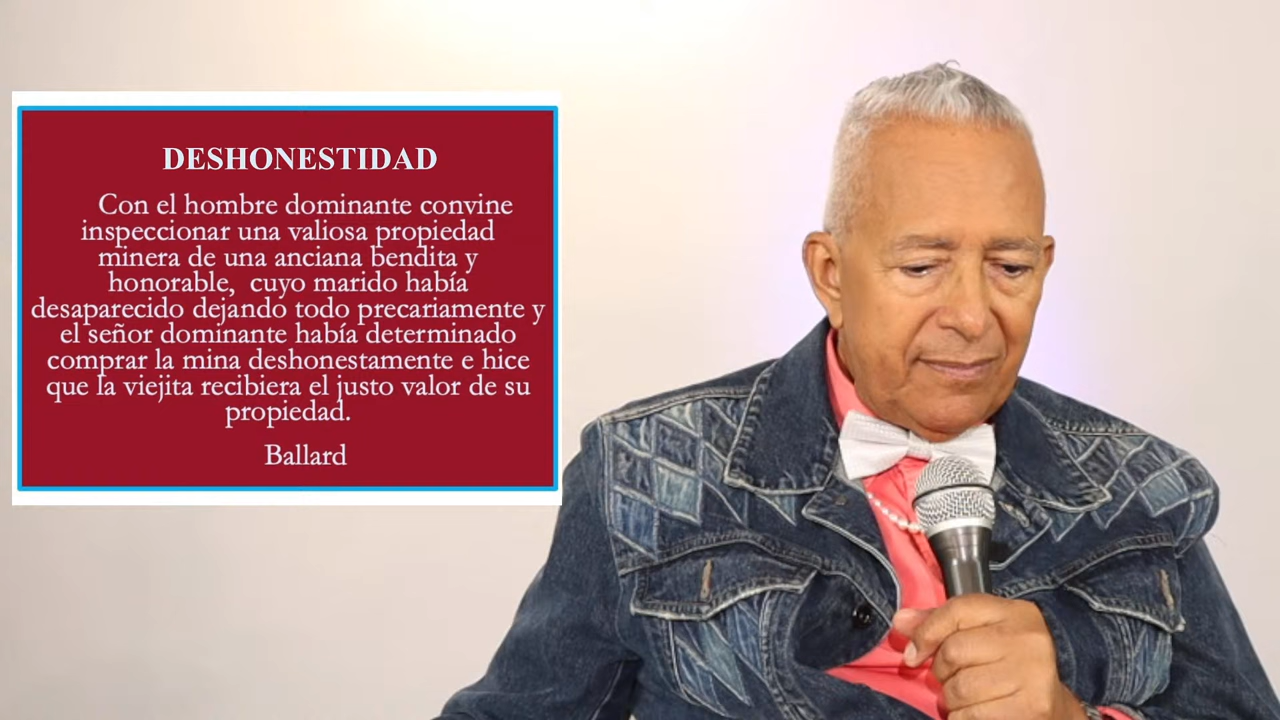 DESHONESTIDAD
Con el hombre dominante convine
inspeccionar una valiosa propiedad
minera de una anciana bendita y
honorable, cuyo marido había
desaparecido dejando todo precariamente y
el señor dominante había determinado
comprar la mina deshonestamente e hice
que la viejita recibiera el justo valor de su
propiedad.
Ballard